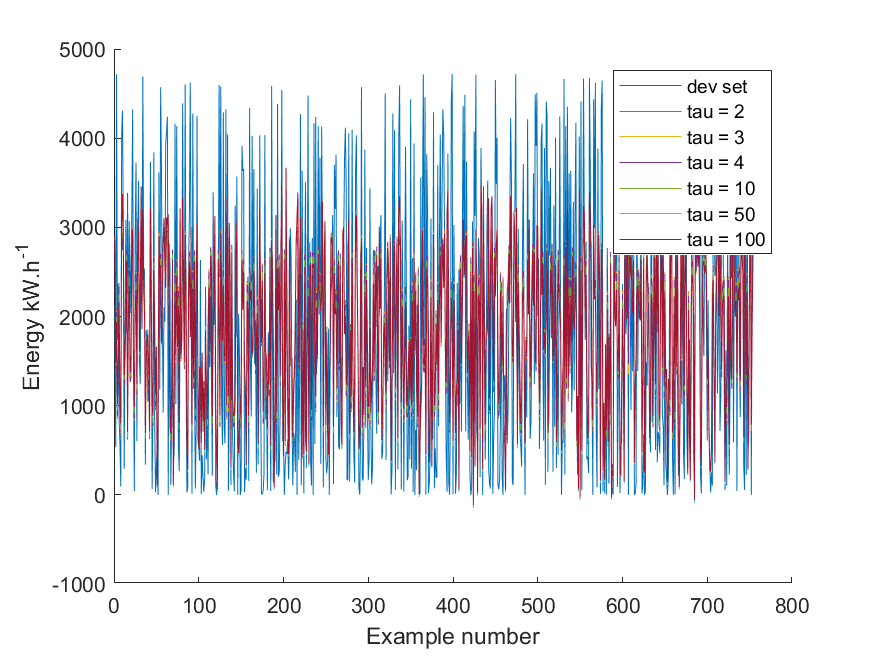 5000
4000
3000
2000
1000
0
-1000
0 100 200 300 400 500 600 700 800
Energy kW.h-1
Example number
dev set
tau = 2
tau = 3
tau = 4
tau = 10
tau = 50
tau = 100